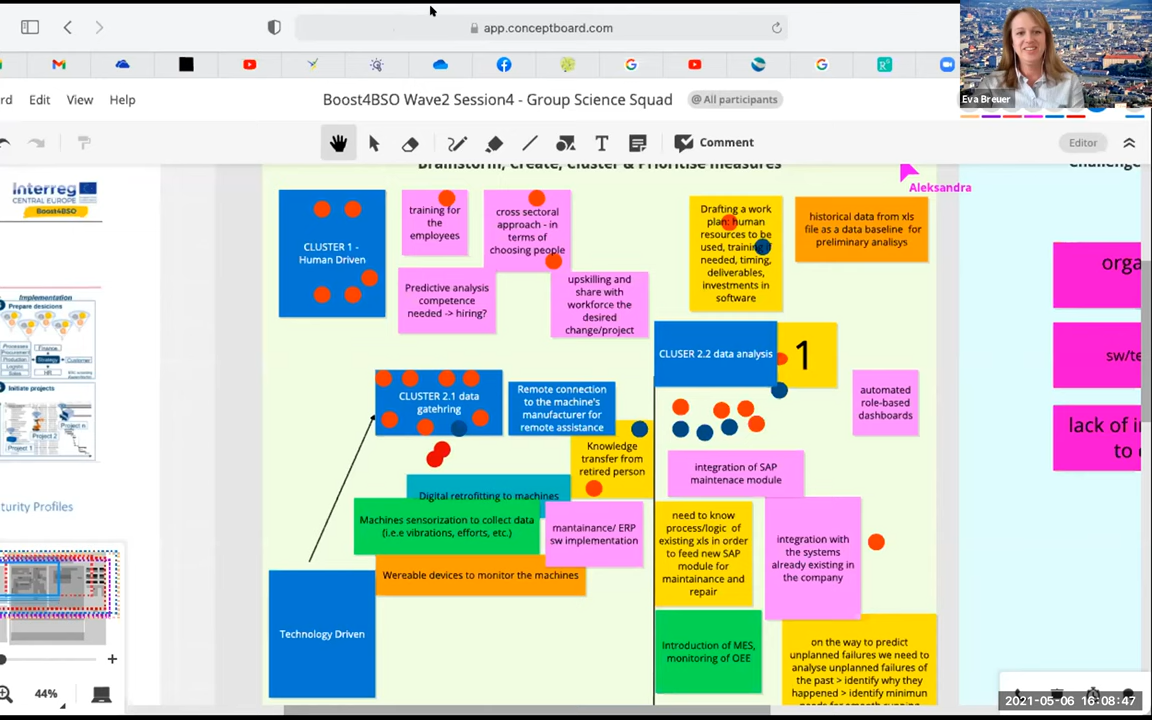 app.conceptboard.com
Eva Breuer
rd Edit View Help
Boost4BSO Wave2 Session4 - Group Science Squad
@ All participants
T
Comment
Editor
Brainstorm, Create, Cluster & Prioritise measures
Aleksandra
Interreg
CENTRAL EUROPE
Boost4BSO
CLUSTER 1 -
Human Driven
training for
the
employees
cross sectoral
approach - in
terms of
choosing people
Predictive analysis
competence
needed -> hiring?
upskilling and
share with
workforce the
desired
change/project
Drafting a work
plan: human
resources to be
used, training if
needed, timing,
deliverables,
investments in
software
historical data from xls
file as a data baseline for
preliminary analisys
CLUSER 2.2 data analysis
1
automated
role-based
dashboards
CLUSTER 2.1 data
gatehring
Remote connection
to the machine's
manufacturer for
remote assistance
Knowledge
transfer from
retired person
integration of SAP
maintenace module
Digital retrofitting to machines
Machines sensorization to collect data
(i.e.e vibrations, efforts, etc.)
mantainance/ ERP
sw implementation
Wereable devices to monitor the machines
need to know
process/logic of
existing xls in order
to feed new SAP
module for
maintainance and
repair
integration with
the systems
already existing in
the company
Technology Driven
Introduction of MES,
monitoring of OEE
on the way to predict
unplanned failures we need to
analyse unplanned failures of
the past > identify why they
happened > identify minimun
orga
sw/te
lack of i
to
Implementation
Prepare desicions
Initiate projects
turity Profiles
44%
2021-05-06 16:08:47